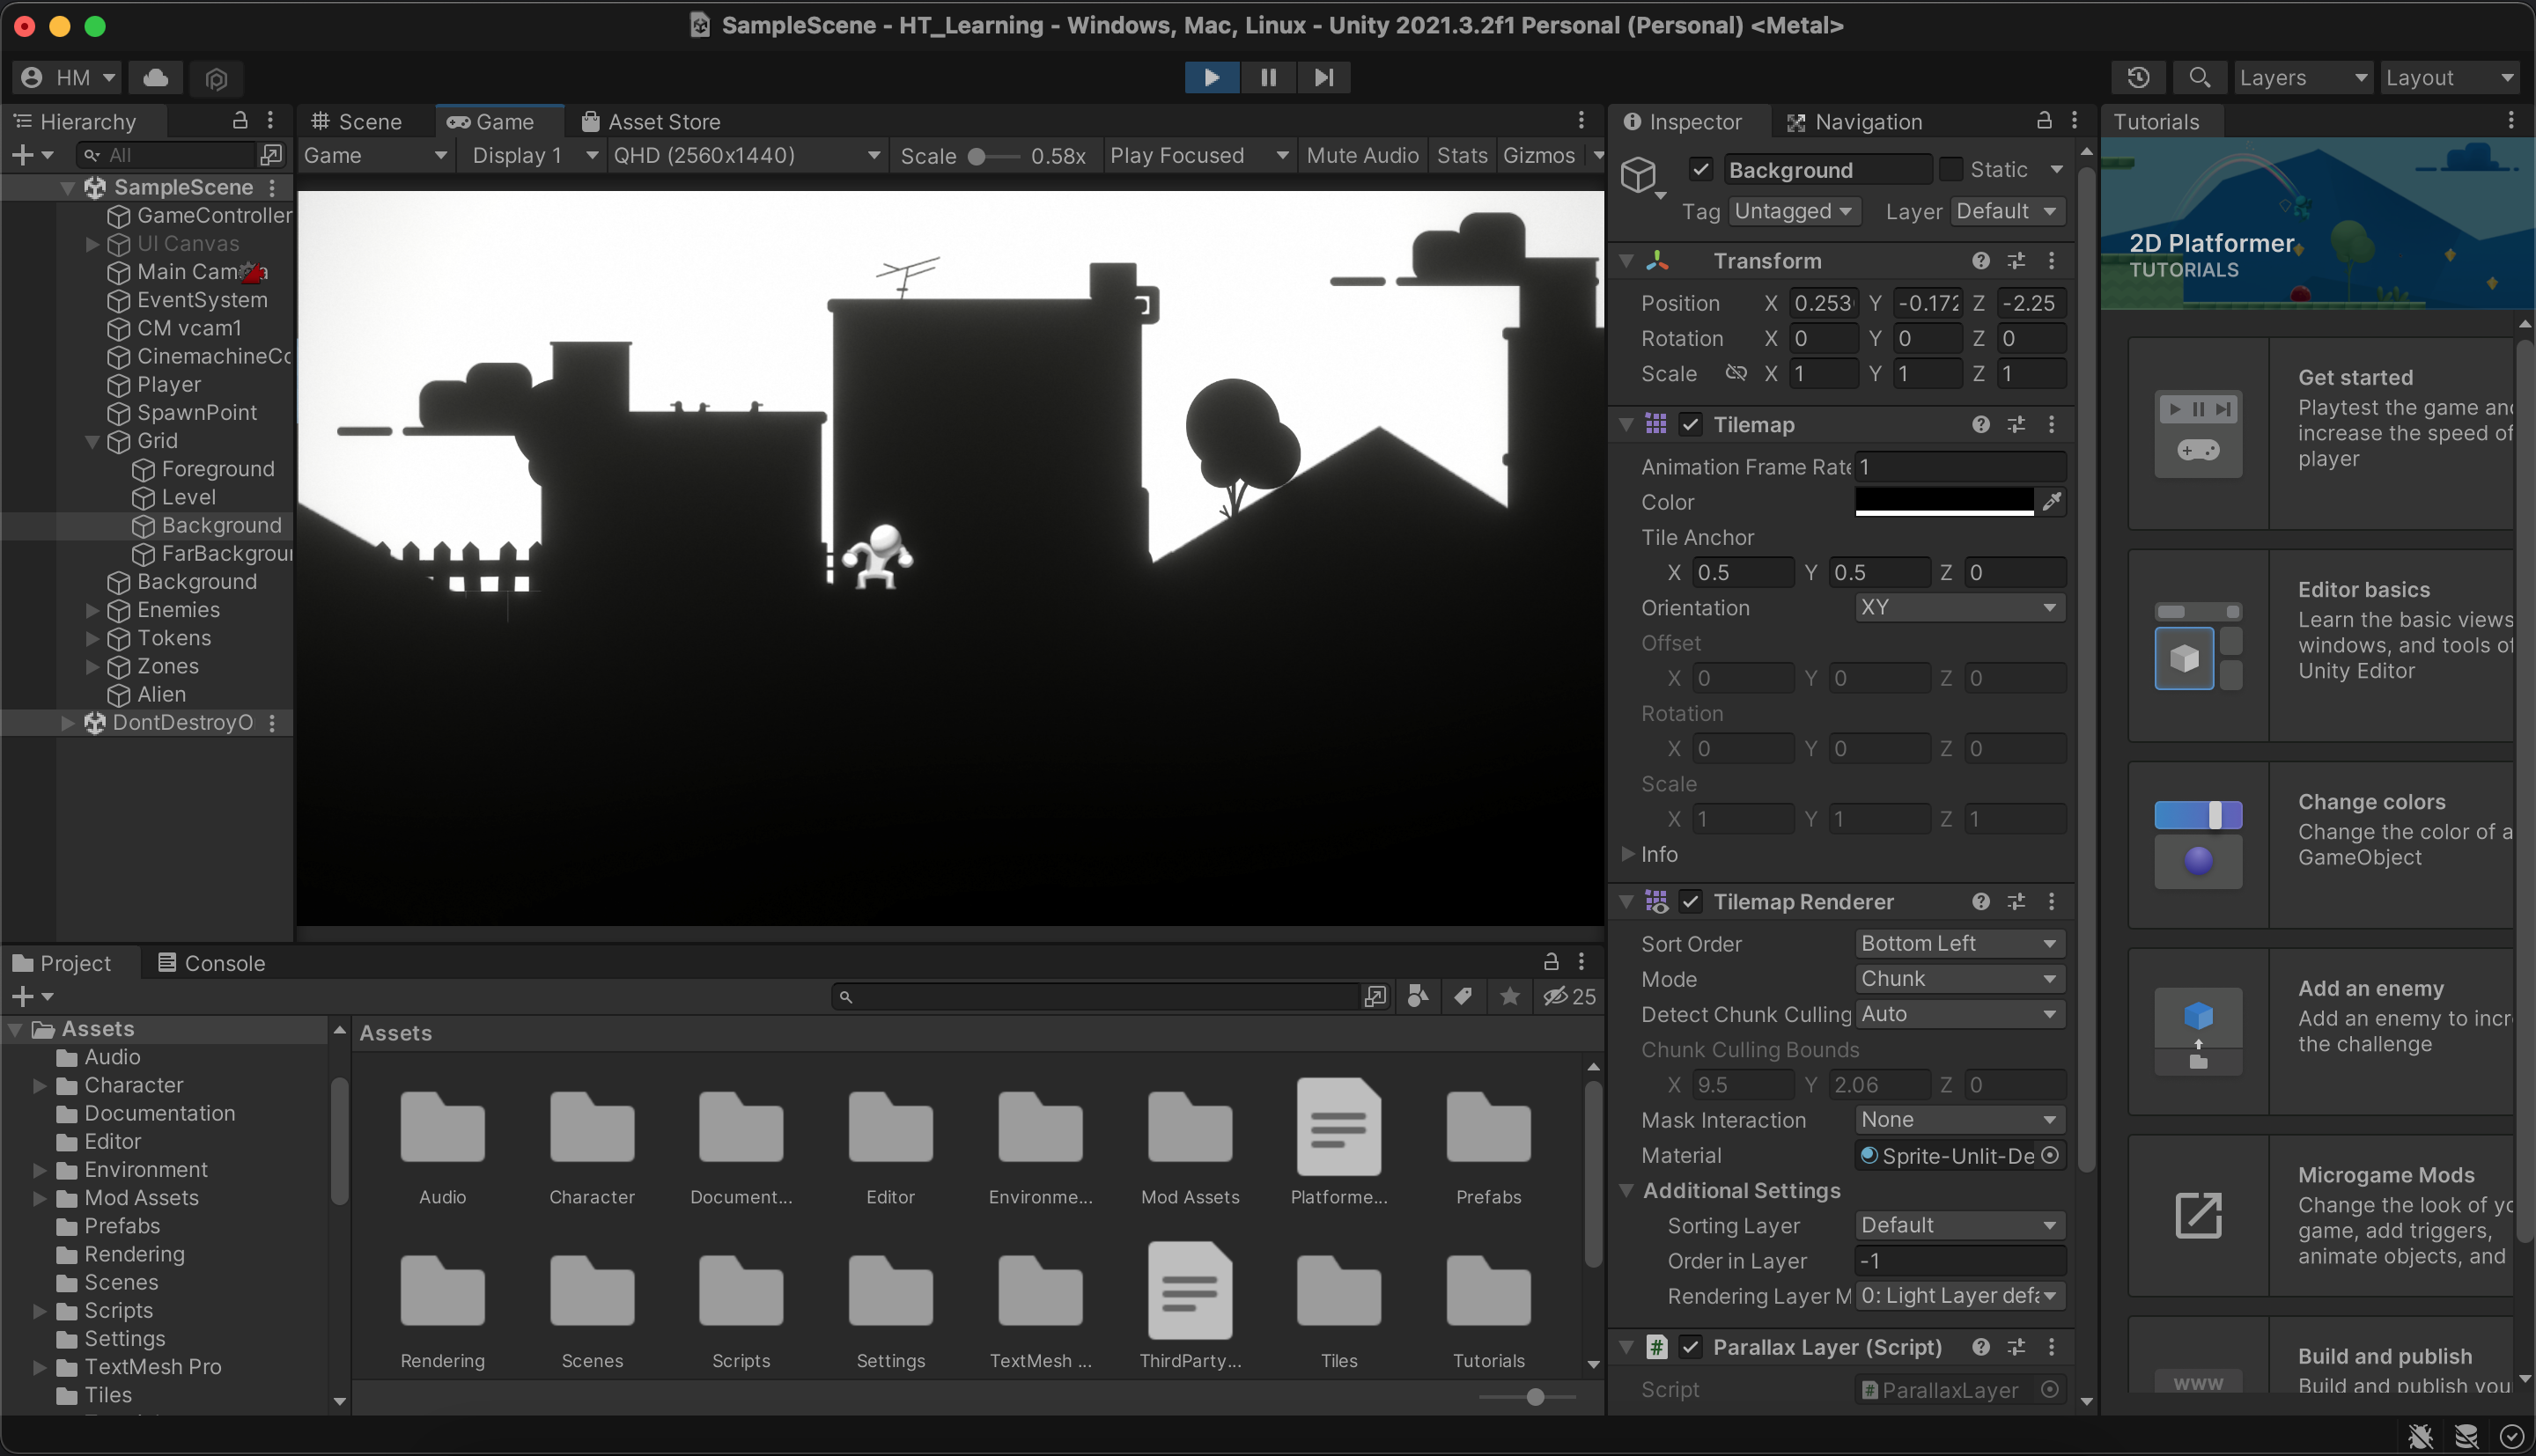 SampleScene - HT_Learning - Windows, Mac, Linux - Unity 2021.3.2f1 Personal (Personal) <Metal>
HM
Layers
Layout
Hierarchy
All
SampleScene
GameController
UI Canvas
Main Cam a
EventSystem
CM vcam1
CinemachineCo
Player
SpawnPoint
Grid
Foreground
Level
Background
FarBackgroun
Background
Enemies
Tokens
Zones
Alien
DontDestroyO
Scene
Game
Asset Store
Game
Display 1
QHD (2560x1440)
Scale
0.58x
Play Focused
Mute Audio
Stats
Gizmos
Inspector
Navigation
Background
Static
Tag
Untagged
Layer
Default
Transform
Position X 0.253 Y -0.172 Z -2.25
Rotation X 0 Y 0 Z 0
Scale X 1 Y 1 Z 1
Tilemap
Animation Frame Rate 1
Color
Tile Anchor
X 0.5 Y 0.5 Z 0
Orientation XY
Offset
X 0 Y 0 Z 0
Rotation
X 0 Y 0 Z 0
Scale
X 1 Y 1 Z 1
Info
Tilemap Renderer
Sort Order Bottom Left
Mode Chunk
Detect Chunk Culling Auto
Chunk Culling Bounds
X 9.5 Y 2.06 Z 0
Mask Interaction None
Material Sprite-Unlit-De
Additional Settings
Sorting Layer Default
Order in Layer -1
Rendering Layer M 0: Light Layer defa
Parallax Layer (Script)
Script ParallaxLayer
Tutorials
2D Platformer
TUTORIALS
Get started
Playtest the game and
increase the speed of
player
Editor basics
Learn the basic views
windows, and tools of
Unity Editor
Change colors
Change the color of a
GameObject
Add an enemy
Add an enemy to incr
the challenge
Microgame Mods
Change the look of yo
game, add triggers,
animate objects, and
WWW
Build and publish
Build and publish you
Project
Console
25
Assets
Audio
Character
Documentation
Editor
Environment
Mod Assets
Prefabs
Rendering
Scenes
Scripts
Settings
TextMesh Pro
Tiles
Assets
Audio
Character
Document...
Editor
Environme...
Mod Assets
Platforme...
Prefabs
Rendering
Scenes
Scripts
Settings
TextMesh ...
ThirdParty...
Tiles
Tutorials